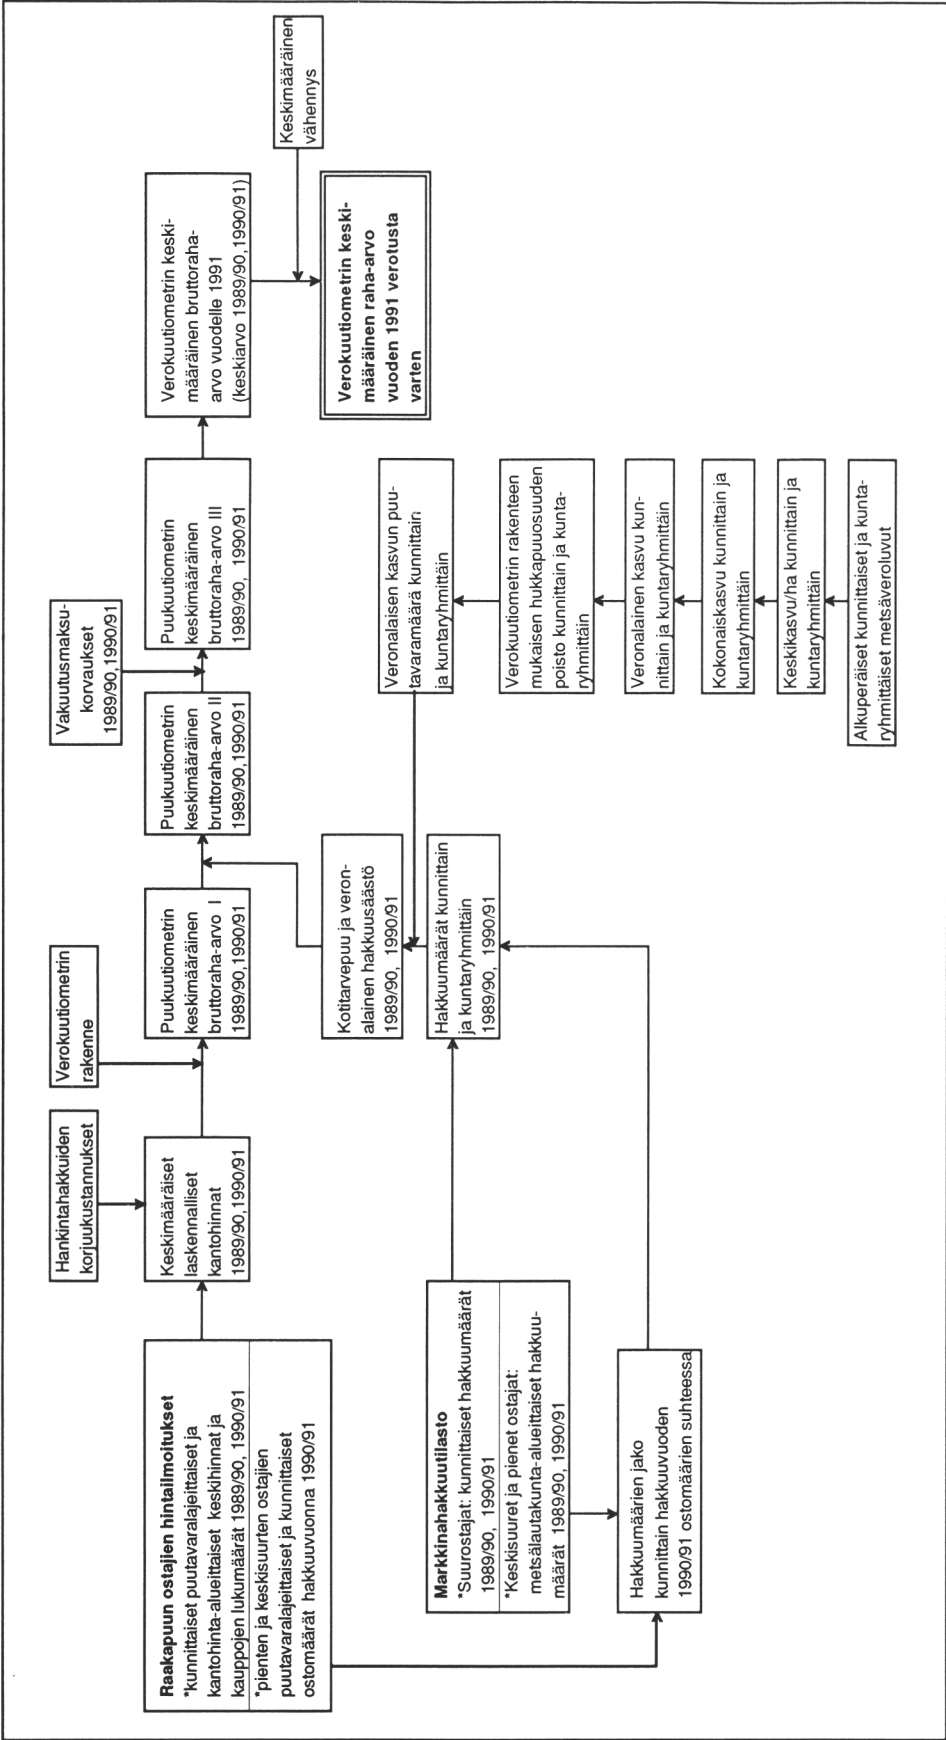 Raakapuun ostajien hintailmoitukset
*kunnittaiset puutavaralajeittaiset ja
kantohinta-alueittaiset keskihinnat ja
kauppojen lukumäärät 1989/90, 1990/91
*pienten ja keskisuurten ostajien
puutavaralajeittaiset ja kunnittaiset
ostomäärät hakkuuvuonna 1990/91
Hankintahakkuiden
korjuukustannukset
Keskimääräiset
laskennalliset
kantohinnat
1989/90,1990/91
Verokuutiometrin
rakenne
Puukuutiometrin
keskimääräinen
bruttoraha-arvo I
1989/90,1990/91
Puukuutiometrin
keskimääräinen
bruttoraha-arvo II
1989/90,1990/91
Vakuutusmaksu-
korvaukset
1989/90,1990/91
Puukuutiometrin
keskimääräinen
bruttoraha-arvo III
1989/90, 1990/91
Verokuutiometrin keski-
määräinen bruttoraha-
arvo vuodelle 1991
(keskiarvo 1989/90,1990/91)
Keskimääräinen
vähennys
Verokuutiometrin keski-
määräinen raha-arvo
vuoden 1991 verotusta
varten
Markkinahakkuutilasto
*Suurostajat: kunnittaiset hakkuumäärät
1989/90, 1990/91
*Keskisuuret ja pienet ostajat:
metsälautakunta-alueittaiset hakkuu-
määrät 1989/90, 1990/91
Hakkuumäärien jako
kunnittain hakkuuvuoden
1990/91 ostomäärien suhteessa
Hakkuumäärät kunnittain
ja kuntaryhmittäin
1989/90, 1990/91
Kotitarvepuu ja veron-
alainen hakkuusäästö
1989/90, 1990/91
Veronalaisen kasvun puu-
tavaramäärä kunnittain
ja kuntaryhmittäin
Verokuutiometrin rakenteen
mukaisen hukkapuuosuuden
poisto kunnittain ja kunta-
ryhmittäin
Veronalainen kasvu kun-
nittain ja kuntaryhmittäin
Kokonaiskasvu kunnittain ja
kuntaryhmittäin
Keskikasvu/ha kunnittain ja
kuntaryhmittäin
Alkuperäiset kunnittaiset ja kunta-
ryhmittäiset metsäveroluvut